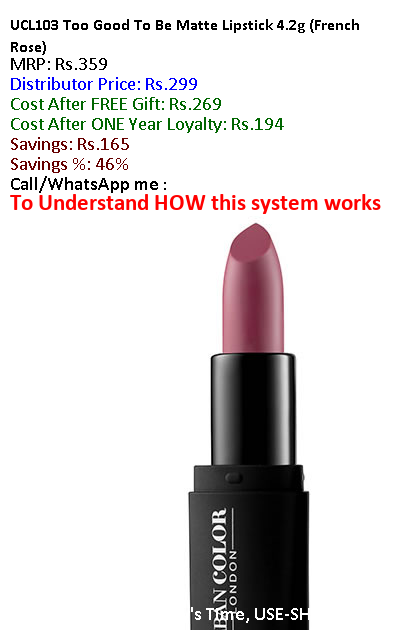 UCL103 Too Good To Be Matte Lipstick 4.2g (French
Rose)
MRP: Rs.359
Distributor Price: Rs.299
Cost After FREE Gift: Rs.269
Cost After ONE Year Loyalty: Rs.194
Savings: Rs.165
Savings %: 46%
Call/WhatsApp me :
To Understand HOW this system works
COLOR
LONDON
Time,